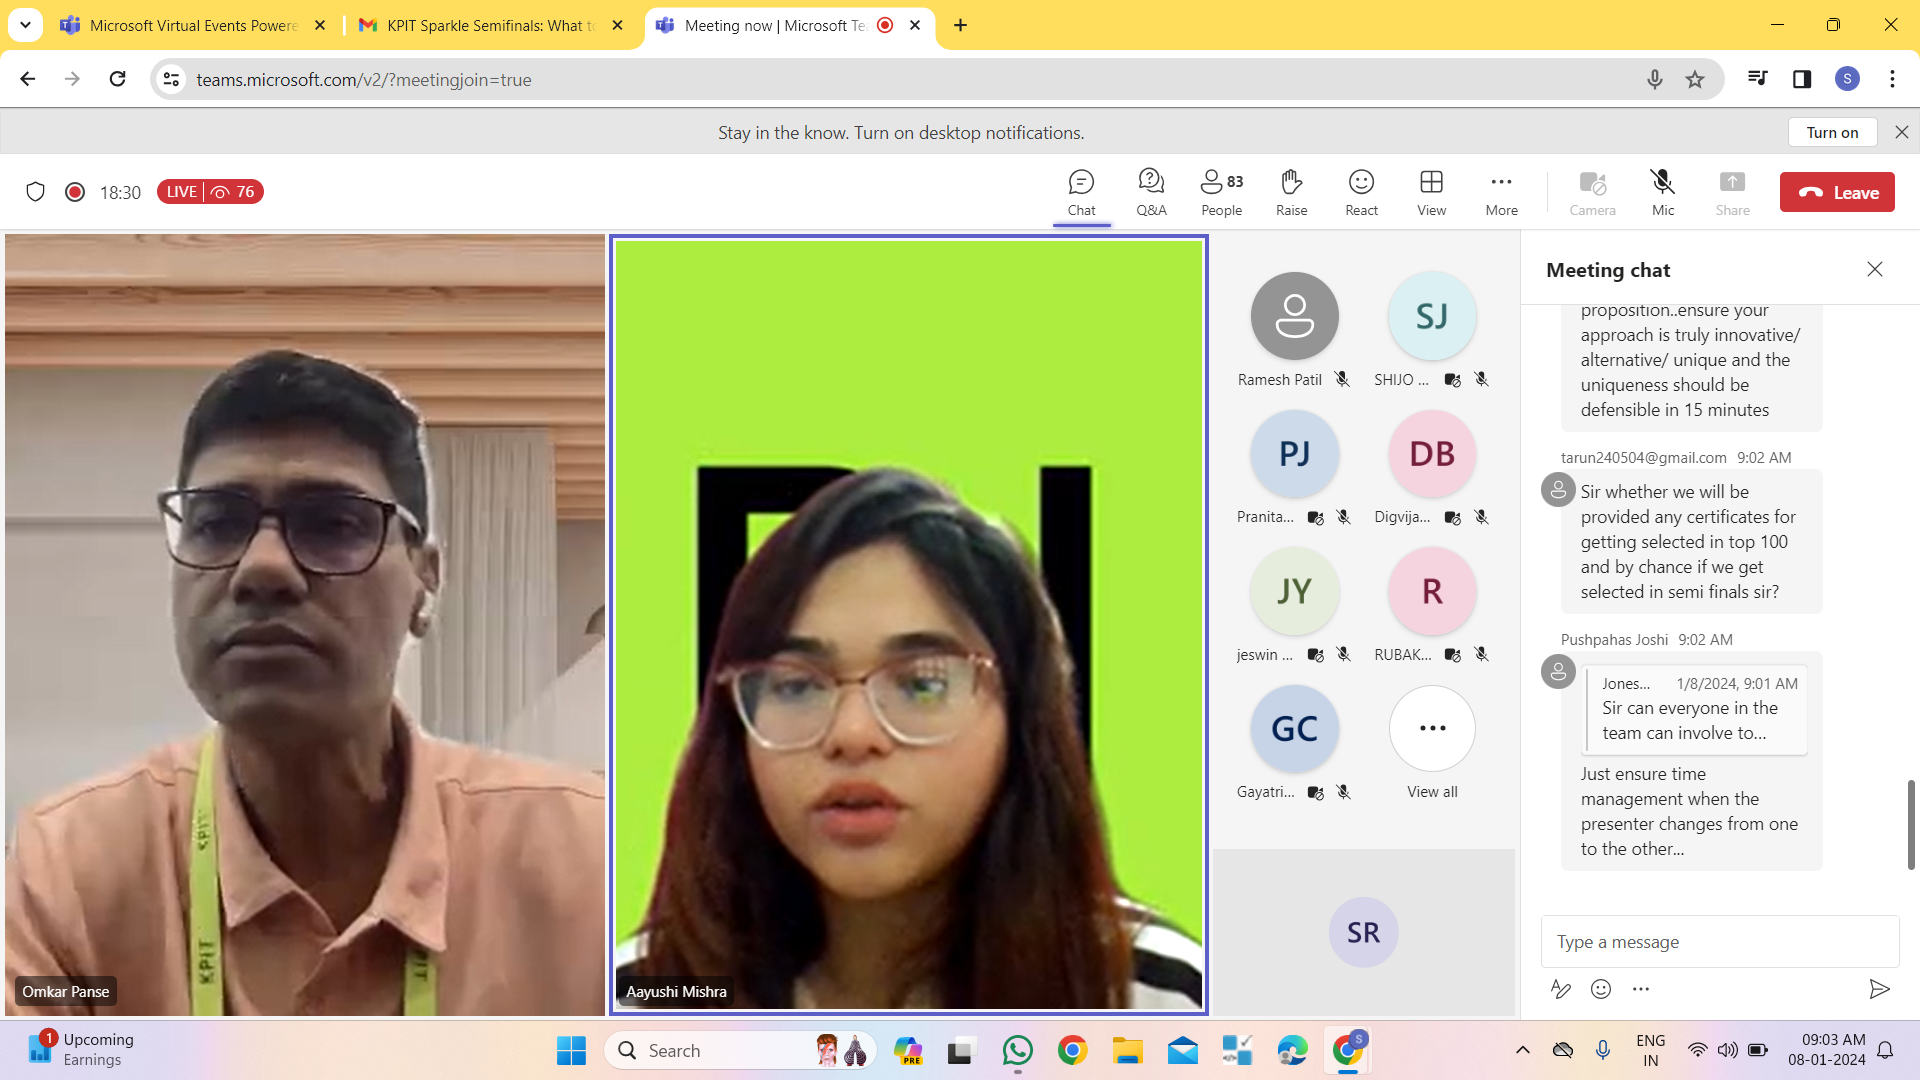 Microsoft Virtual Events Powere
KPIT Sparkle Semifinals: What to
Meeting now | Microsoft Te
teams.microsoft.com/v2/?meetingjoin=true
S
Stay in the know. Turn on desktop notifications.
Turn on
18:30
LIVE
76
Chat
Q&A
83
People
Raise
React
View
More
Camera
Mic
Share
Leave
KPIT
KPIT
Omkar Panse
Aayushi Mishra
Ramesh Patil
SJ
SHIJO ...
PJ
Pranita...
DB
Digvija...
JY
jeswin ...
R
RUBAK...
GC
Gayatri...
View all
SR
Meeting chat
proposition..ensure your
approach is truly innovative/
alternative/ unique and the
uniqueness should be
defensible in 15 minutes
tarun240504@gmail.com 9:02 AM
Sir whether we will be
provided any certificates for
getting selected in top 100
and by chance if we get
selected in semi finals sir?
Pushpahas Joshi 9:02 AM
Jones... 1/8/2024, 9:01 AM
Sir can everyone in the
team can involve to...
Just ensure time
management when the
presenter changes from one
to the other...
Type a message
1
Upcoming
Earnings
Search
PRE
S
ENG
IN
09:03 AM
08-01-2024